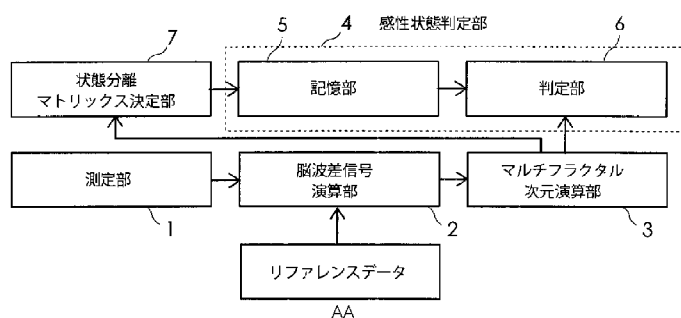 7
5
4
感性状態判定部
6
状態分離
マトリックス決定部
記憶部
判定部
測定部
脳波差信号
演算部
マルチフラクタル
次元演算部
1
2
3
リファレンスデータ
AA